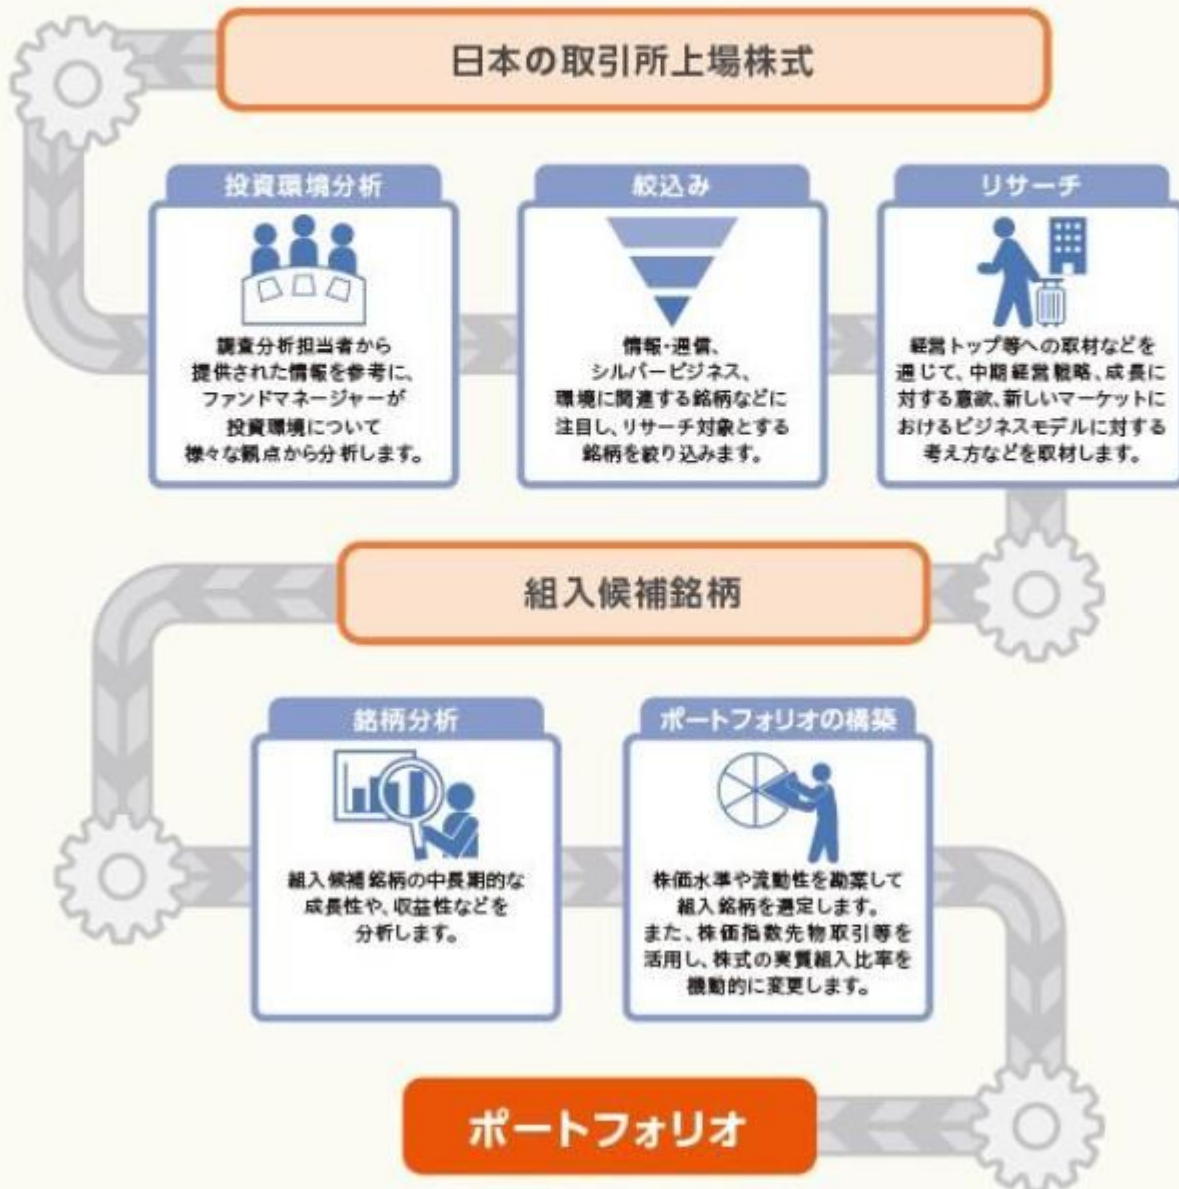 日本の取引所上場株式
投資環境分析
調査分析担当者から
提供された情報を参考に、
ファンドマネージャーが
投資環境について
様々な観点から分析します。
絞込み
情報・通信、
シルバービジネス、
環境に関連する銘柄などに
注目し、リサーチ対象とする
銘柄を絞り込みます。
リサーチ
経営トップ等への取材などを
通じて、中期経営戦略、成長に
対する意欲、新しいマーケットに
おけるビジネスモデルに対する
考え方などを取材します。
組入候補銘柄
銘柄分析
組入候補銘柄の中長期的な
成長性や、収益性などを
分析します。
ポートフォリオの構築
株価水準や流動性を勘案して
組入銘柄を選定します。
また、株価指数先物取引等を
活用し、株式の実質組入比率を
機動的に変更します。
ポートフォリオ